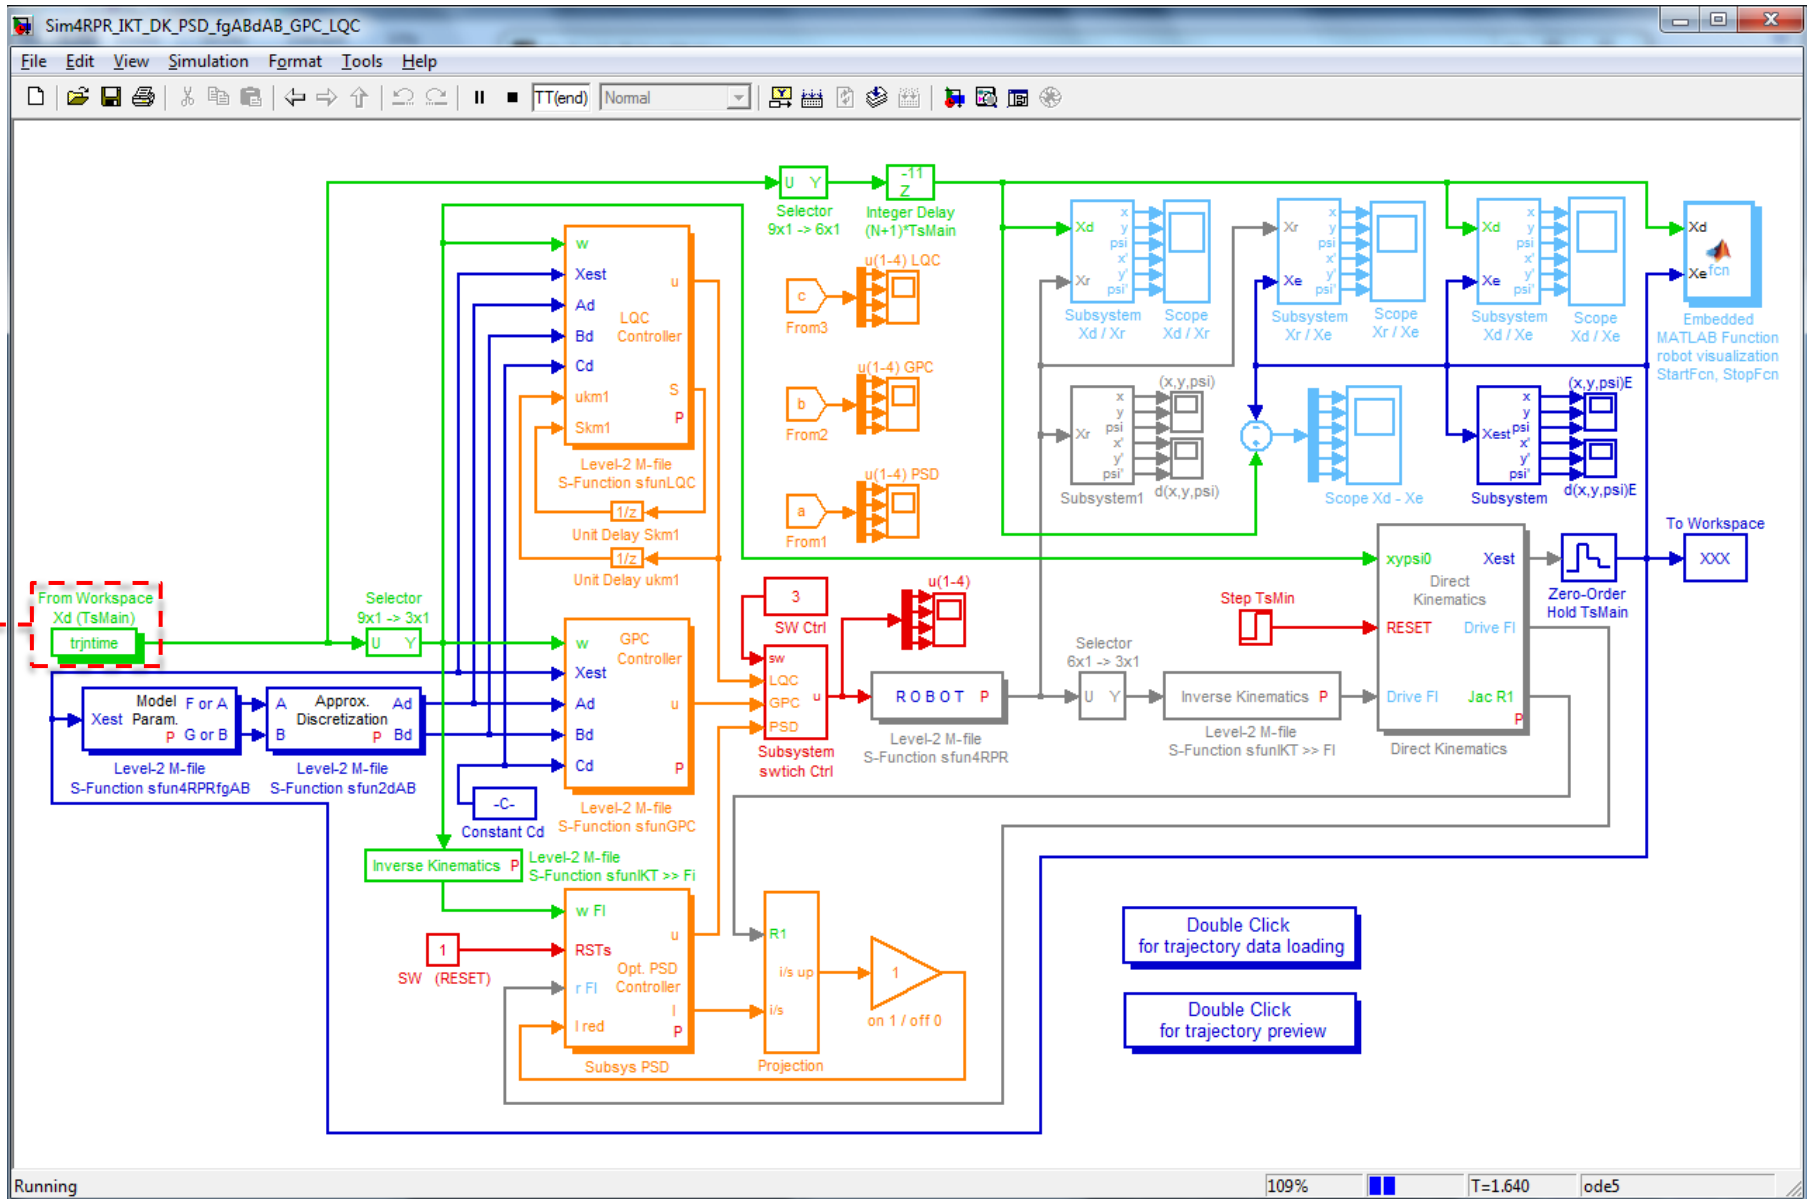 Sim4RPR_IKT_DK_PSD_fgABdAB_GPC_LQC
File Edit View Simulation Format Tools Help
TT(end) Normal
U Y
Selector
9x1 -> 6x1
-11
Z
Integer Delay
(N+1)*TsMain
w
Xest
Ad
Bd
Cd
ukm1
Skm1
LQC
Controller
u
S
P
Level-2 M-file
S-Function sfunLQC
1/z
Unit Delay Skm1
1/z
Unit Delay ukm1
u(1-4) LQC
c
From3
u(1-4) GPC
b
From2
u(1-4) PSD
a
From1
Xd
Xr
x
y
psi
x'
y'
psi'
Subsystem
Xd / Xr
Scope
Xd / Xr
Xr
Xe
x
y
psi
x'
y'
psi'
Subsystem
Xr / Xe
Scope
Xr / Xe
Xd
Xe
x
y
psi
x'
y'
psi'
Subsystem
Xd / Xe
Scope
Xd / Xe
Xd
Xe
fcn
Embedded
MATLAB Function
robot visualization
StartFcn, StopFcn
Xr
x
y
psi
x'
y'
psi'
(x,y,psi)
d(x,y,psi)
Subsystem1
Scope Xd - Xe
Xest
x
y
psi
x'
y'
psi'
(x,y,psi)E
d(x,y,psi)E
Subsystem
From Workspace
Xd (TsMain)
trjntime
Selector
9x1 -> 3x1
U Y
w
Xest
Ad
Bd
Cd
GPC
Controller
u
P
Level-2 M-file
S-Function sfunGPC
Xest
Model
Param.
P
F or A
G or B
Level-2 M-file
S-Function sfun4RPRfgAB
A
B
Approx.
Discretization
P
Ad
Bd
Level-2 M-file
S-Function sfun2dAB
-C-
Constant Cd
3
SW Ctrl
sw
LQC
GPC
PSD
u
Subsystem
swtich Ctrl
u(1-4)
R O B O T P
Level-2 M-file
S-Function sfun4RPR
Selector
6x1 -> 3x1
U Y
Inverse Kinematics P
Level-2 M-file
S-Function sfunIKT >> FI
Step TsMin
xypsi0
RESET
Drive FI
Direct
Kinematics
Xest
Drive FI
Jac R1
P
Direct Kinematics
Zero-Order
Hold TsMain
To Workspace
XXX
Inverse Kinematics P
Level-2 M-file
S-Function sfunIKT >> Fi
1
SW (RESET)
w FI
RSTs
r FI
I red
Opt. PSD
Controller
u
I
P
Subsys PSD
R1
i/s up
i/s
Projection
1
on 1 / off 0
Double Click
for trajectory data loading
Double Click
for trajectory preview
Running 109% T=1.640 ode5